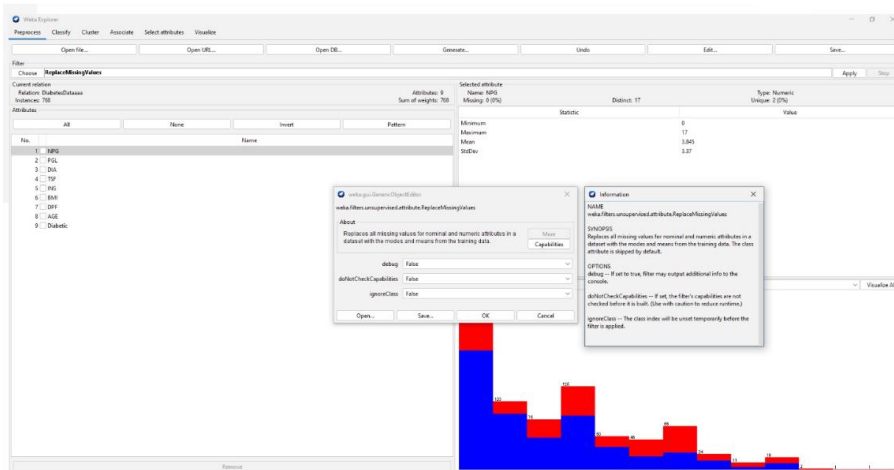 Weka Explorer
Preprocess Classify Cluster Associate Select attributes Visualize
Open file... Open URL... Open DB... Generate... Undo Edit... Save...
Filter
Choose ReplaceMissingValues Apply Stop
Current relation
Relation: DiabetesDataaaa Attributes: 9
Instances: 768 Sum of weights: 768
Selected attribute
Name: NPG Type: Numeric
Missing: 0 (0%) Distinct: 17 Unique: 2 (0%)
Attributes
All None Invert Pattern
No. Name
1 NPG
2 PGL
3 DIA
4 TSF
5 INS
6 BMI
7 DPF
8 AGE
9 Diabetic
Remove
Statistic Value
Minimum 0
Maximum 17
Mean 3.845
StdDev 3.37
weka.gui.GenericObjectEditor
weka.filters.unsupervised.attribute.ReplaceMissingValues
About
Replaces all missing values for nominal and numeric attributes in a
dataset with the modes and means from the training data.
More
Capabilities
debug False
doNotCheckCapabilities False
ignoreClass False
Open... Save... OK Cancel
Information
NAME
weka.filters.unsupervised.attribute.ReplaceMissingValues
SYNOPSIS
Replaces all missing values for nominal and numeric attributes in a
dataset with the modes and means from the training data. The class
attribute is skipped by default.
OPTIONS
debug -- If set to true, filter may output additional info to the
console.
doNotCheckCapabilities -- If set, the filter's capabilities are not
checked before it is built. (Use with caution to reduce runtime.)
ignoreClass -- The class index will be unset temporarily before the
filter is applied.
Visualize Al